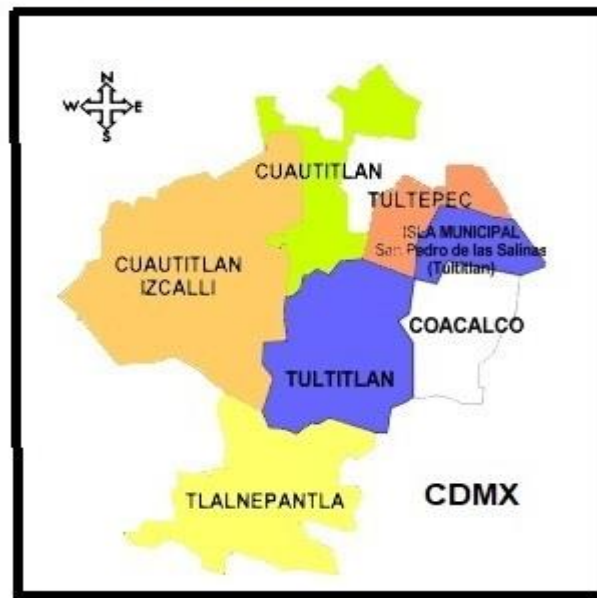 N
W E
S
CUAUTITLAN
TULTEPEC
ISLA MUNICIPAL
San Pedro de las Salinas
(Tultitlan)
CUAUTITLAN
IZCALLI
COACALCO
TULTITLAN
TLALNEPANTLA
CDMX